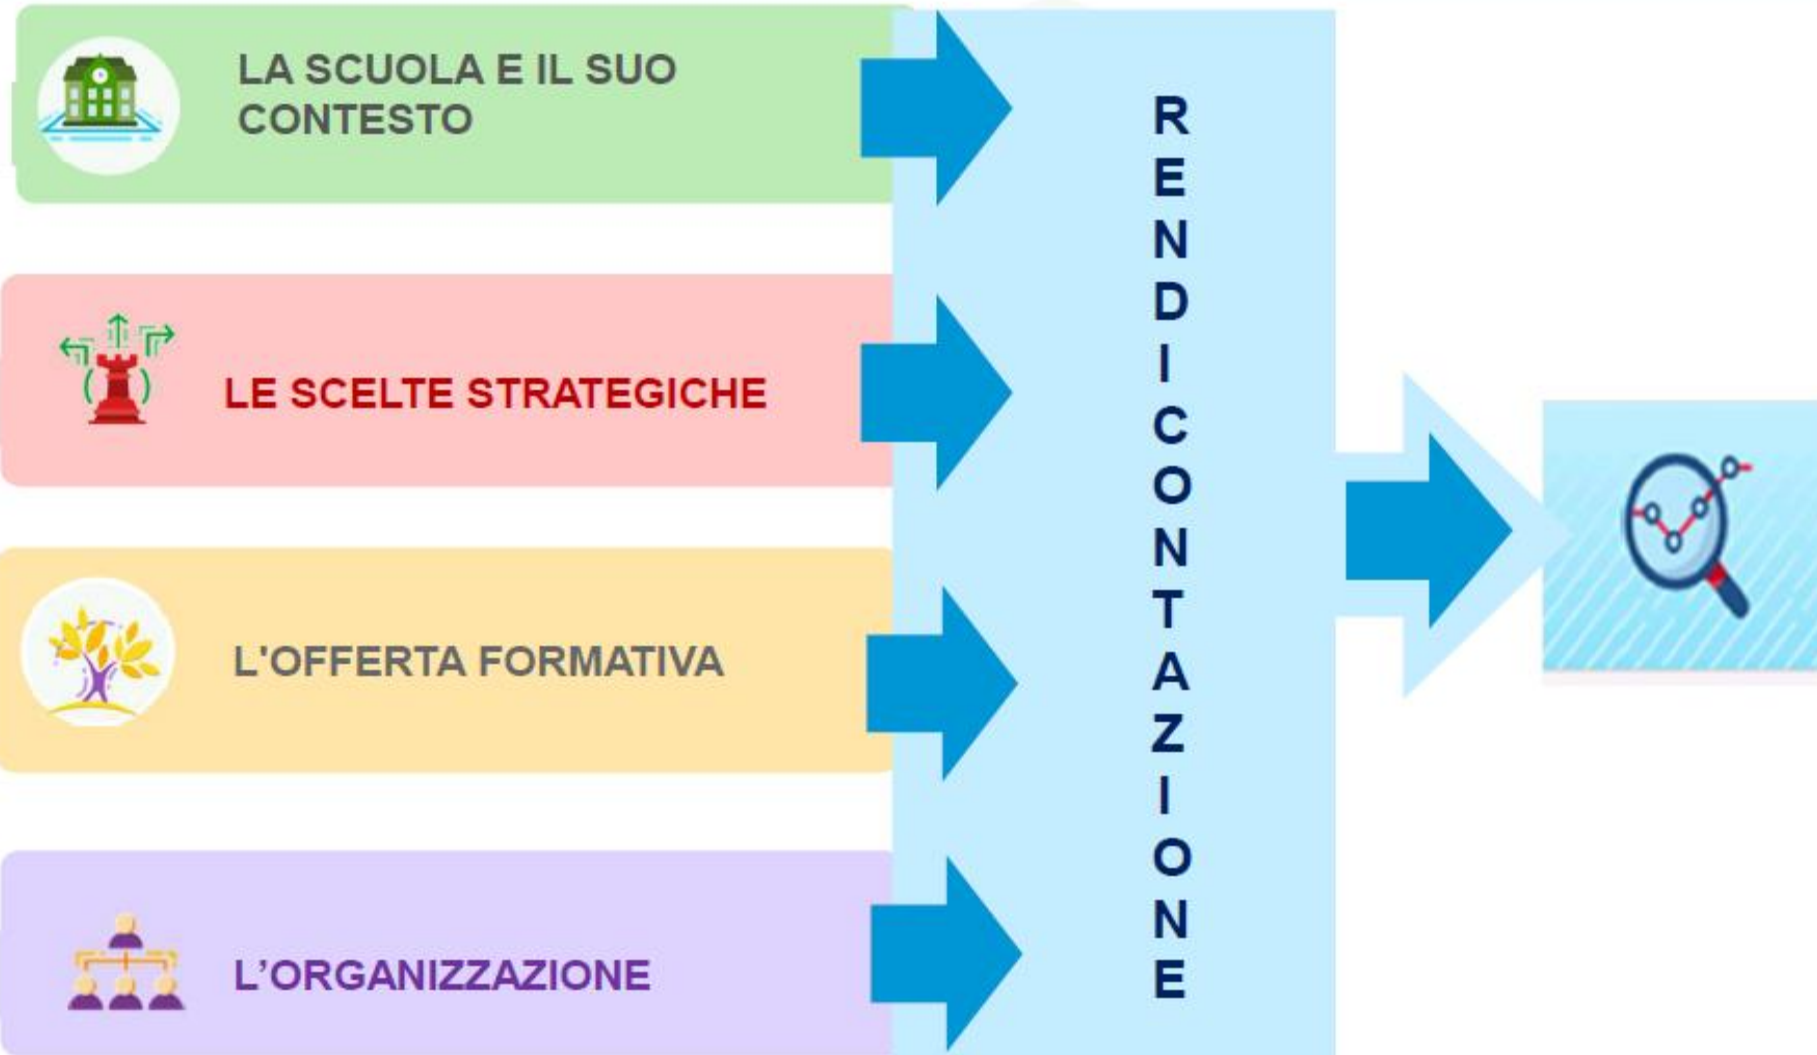 LA SCUOLA E IL SUO
CONTESTO
LE SCELTE STRATEGICHE
L'OFFERTA FORMATIVA
L’ORGANIZZAZIONE
RENDICONTAZIONE